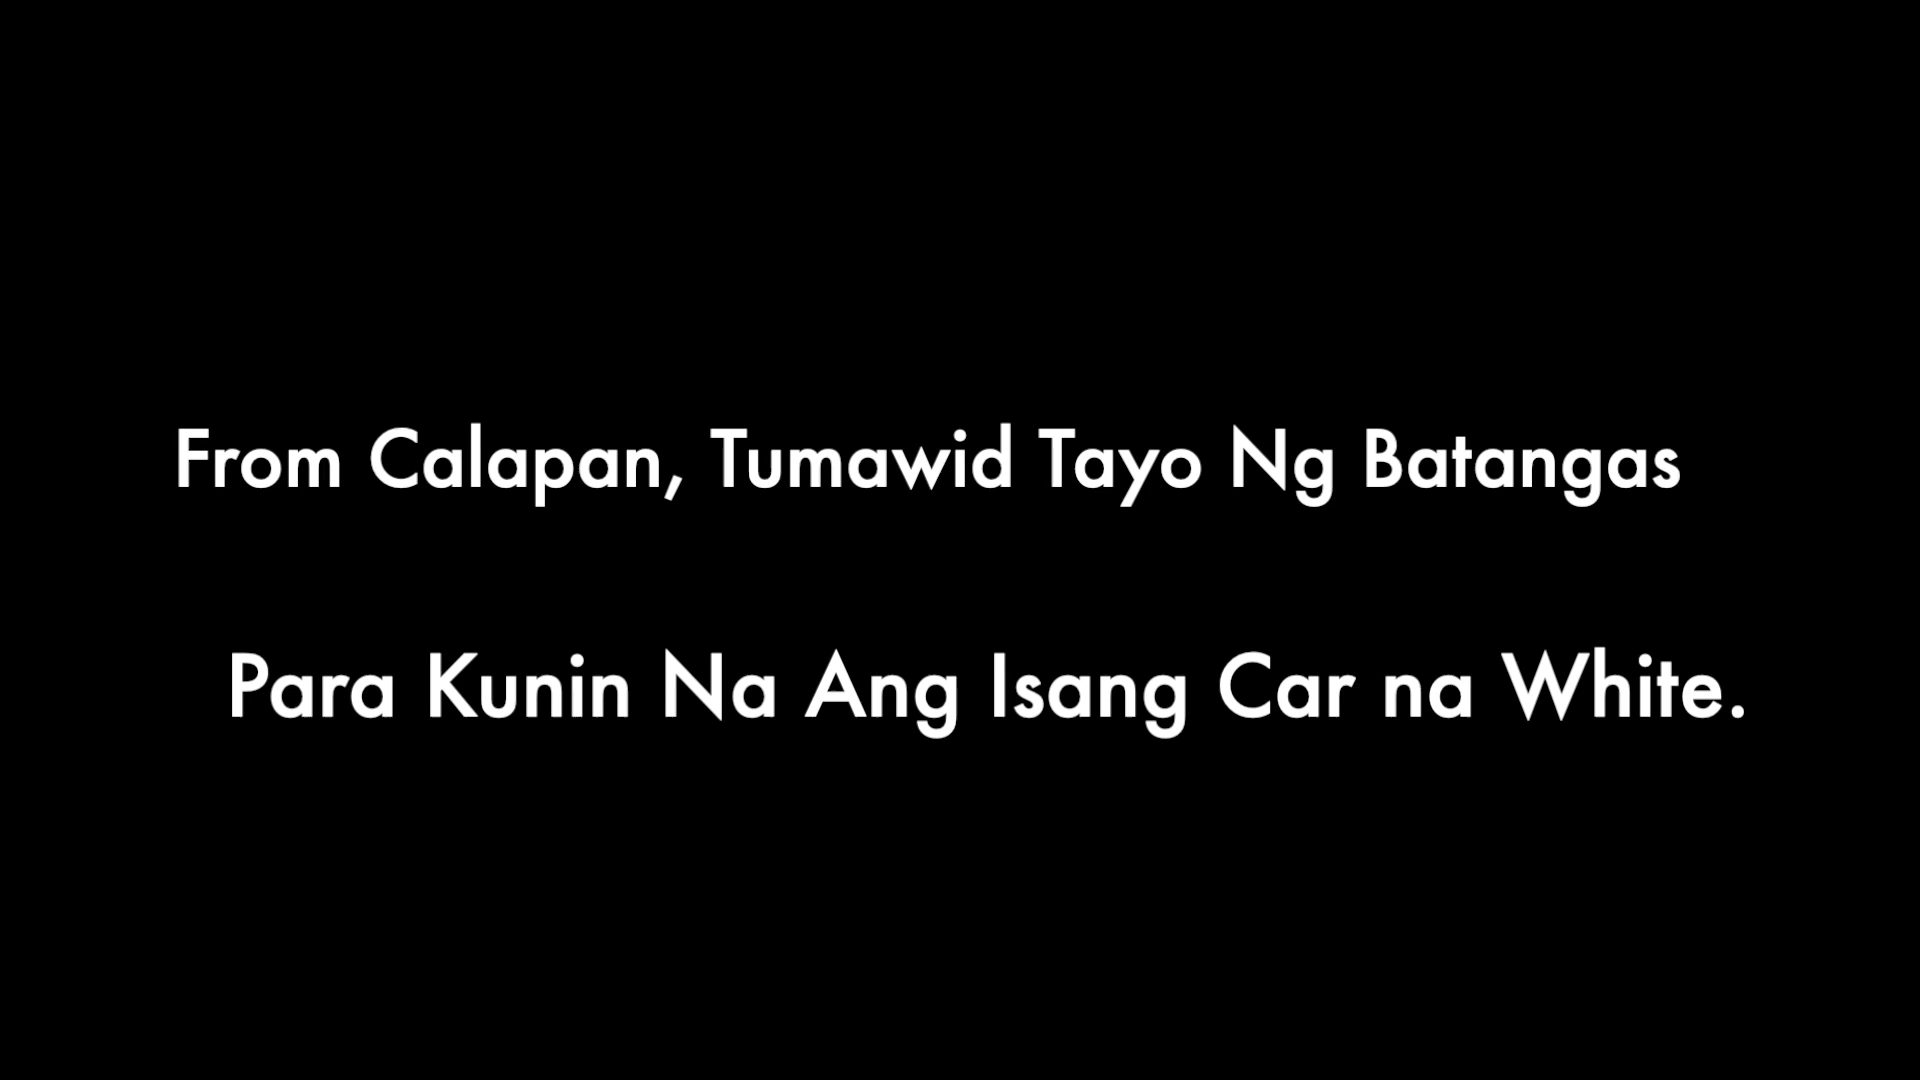 From Calapan, Tumawid Tayo Ng Batangas
Para Kunin Na Ang Isang Car na White.